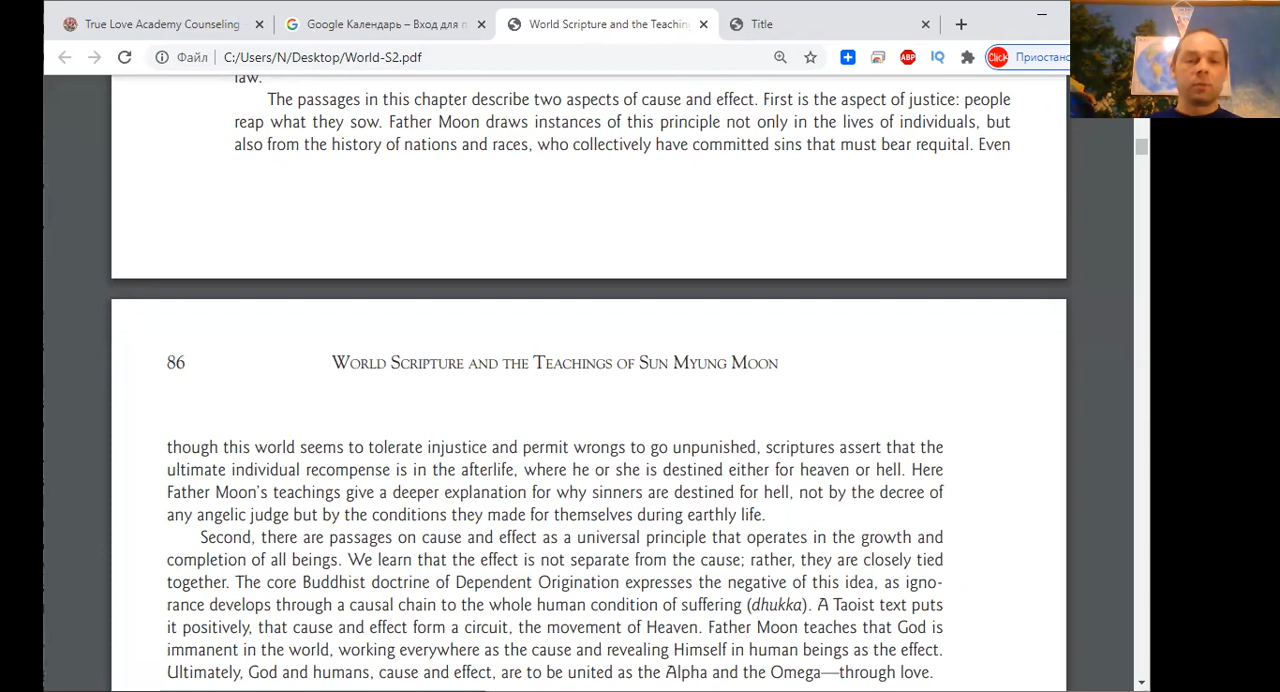 True Love Academy Counseling
Google Календарь – Вход для п
World Scripture and the Teachin
Title
Файл
C:/Users/N/Desktop/World-S2.pdf
ABP
IQ
Click
Приостано
law.
The passages in this chapter describe two aspects of cause and effect. First is the aspect of justice: people
reap what they sow. Father Moon draws instances of this principle not only in the lives of individuals, but
also from the history of nations and races, who collectively have committed sins that must bear requital. Even
86
World Scripture and the Teachings of Sun Myung Moon
though this world seems to tolerate injustice and permit wrongs to go unpunished, scriptures assert that the
ultimate individual recompense is in the afterlife, where he or she is destined either for heaven or hell. Here
Father Moon's teachings give a deeper explanation for why sinners are destined for hell, not by the decree of
any angelic judge but by the conditions they made for themselves during earthly life.
Second, there are passages on cause and effect as a universal principle that operates in the growth and
completion of all beings. We learn that the effect is not separate from the cause; rather, they are closely tied
together. The core Buddhist doctrine of Dependent Origination expresses the negative of this idea, as igno-
rance develops through a causal chain to the whole human condition of suffering (dhukka). A Taoist text puts
it positively, that cause and effect form a circuit, the movement of Heaven. Father Moon teaches that God is
immanent in the world, working everywhere as the cause and revealing Himself in human beings as the effect.
Ultimately, God and humans, cause and effect, are to be united as the Alpha and the Omega—through love.